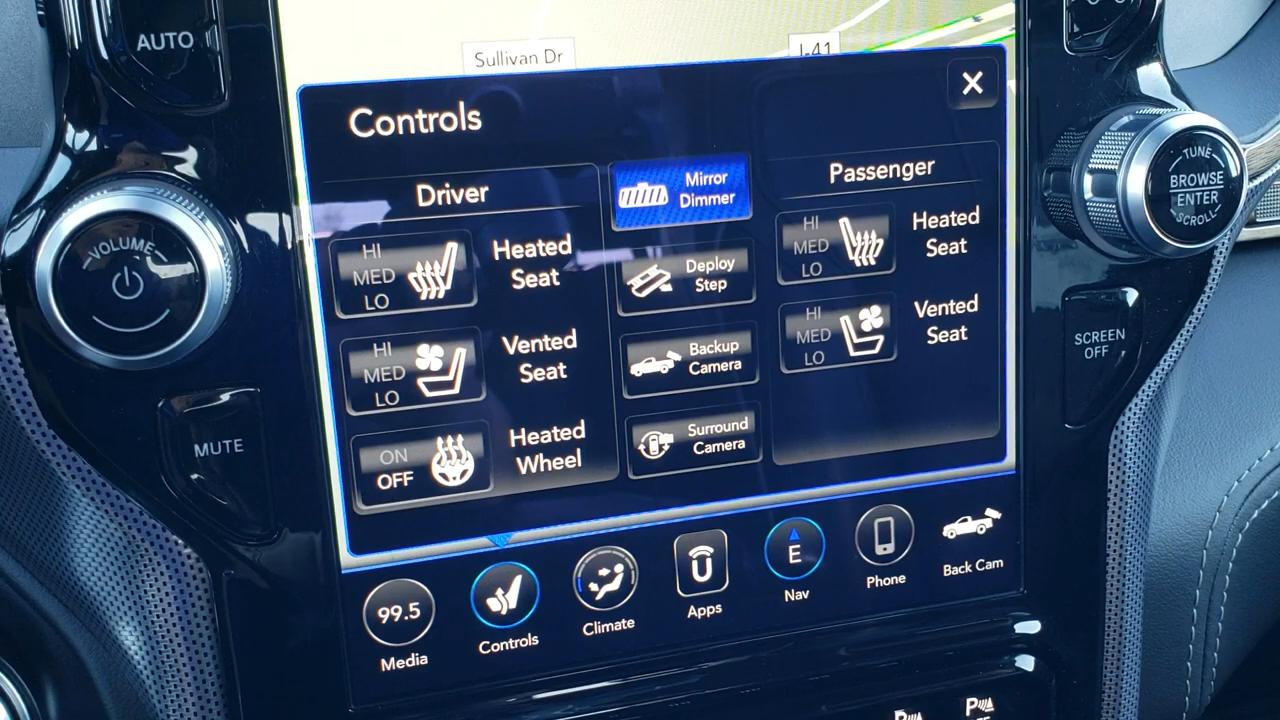 AUTO
Sullivan Dr
I-41
Controls
Driver
HI
MED
LO
Heated
Seat
HI
MED
LO
Vented
Seat
ON
OFF
Heated
Wheel
Mirror
Dimmer
Deploy
Step
Backup
Camera
Surround
Camera
Passenger
HI
MED
LO
Heated
Seat
HI
MED
LO
Vented
Seat
VOLUME
MUTE
TUNE
BROWSE
ENTER
SCROLL
SCREEN
OFF
99.5
Media
Controls
Climate
Apps
E
Nav
Phone
Back Cam
P
P